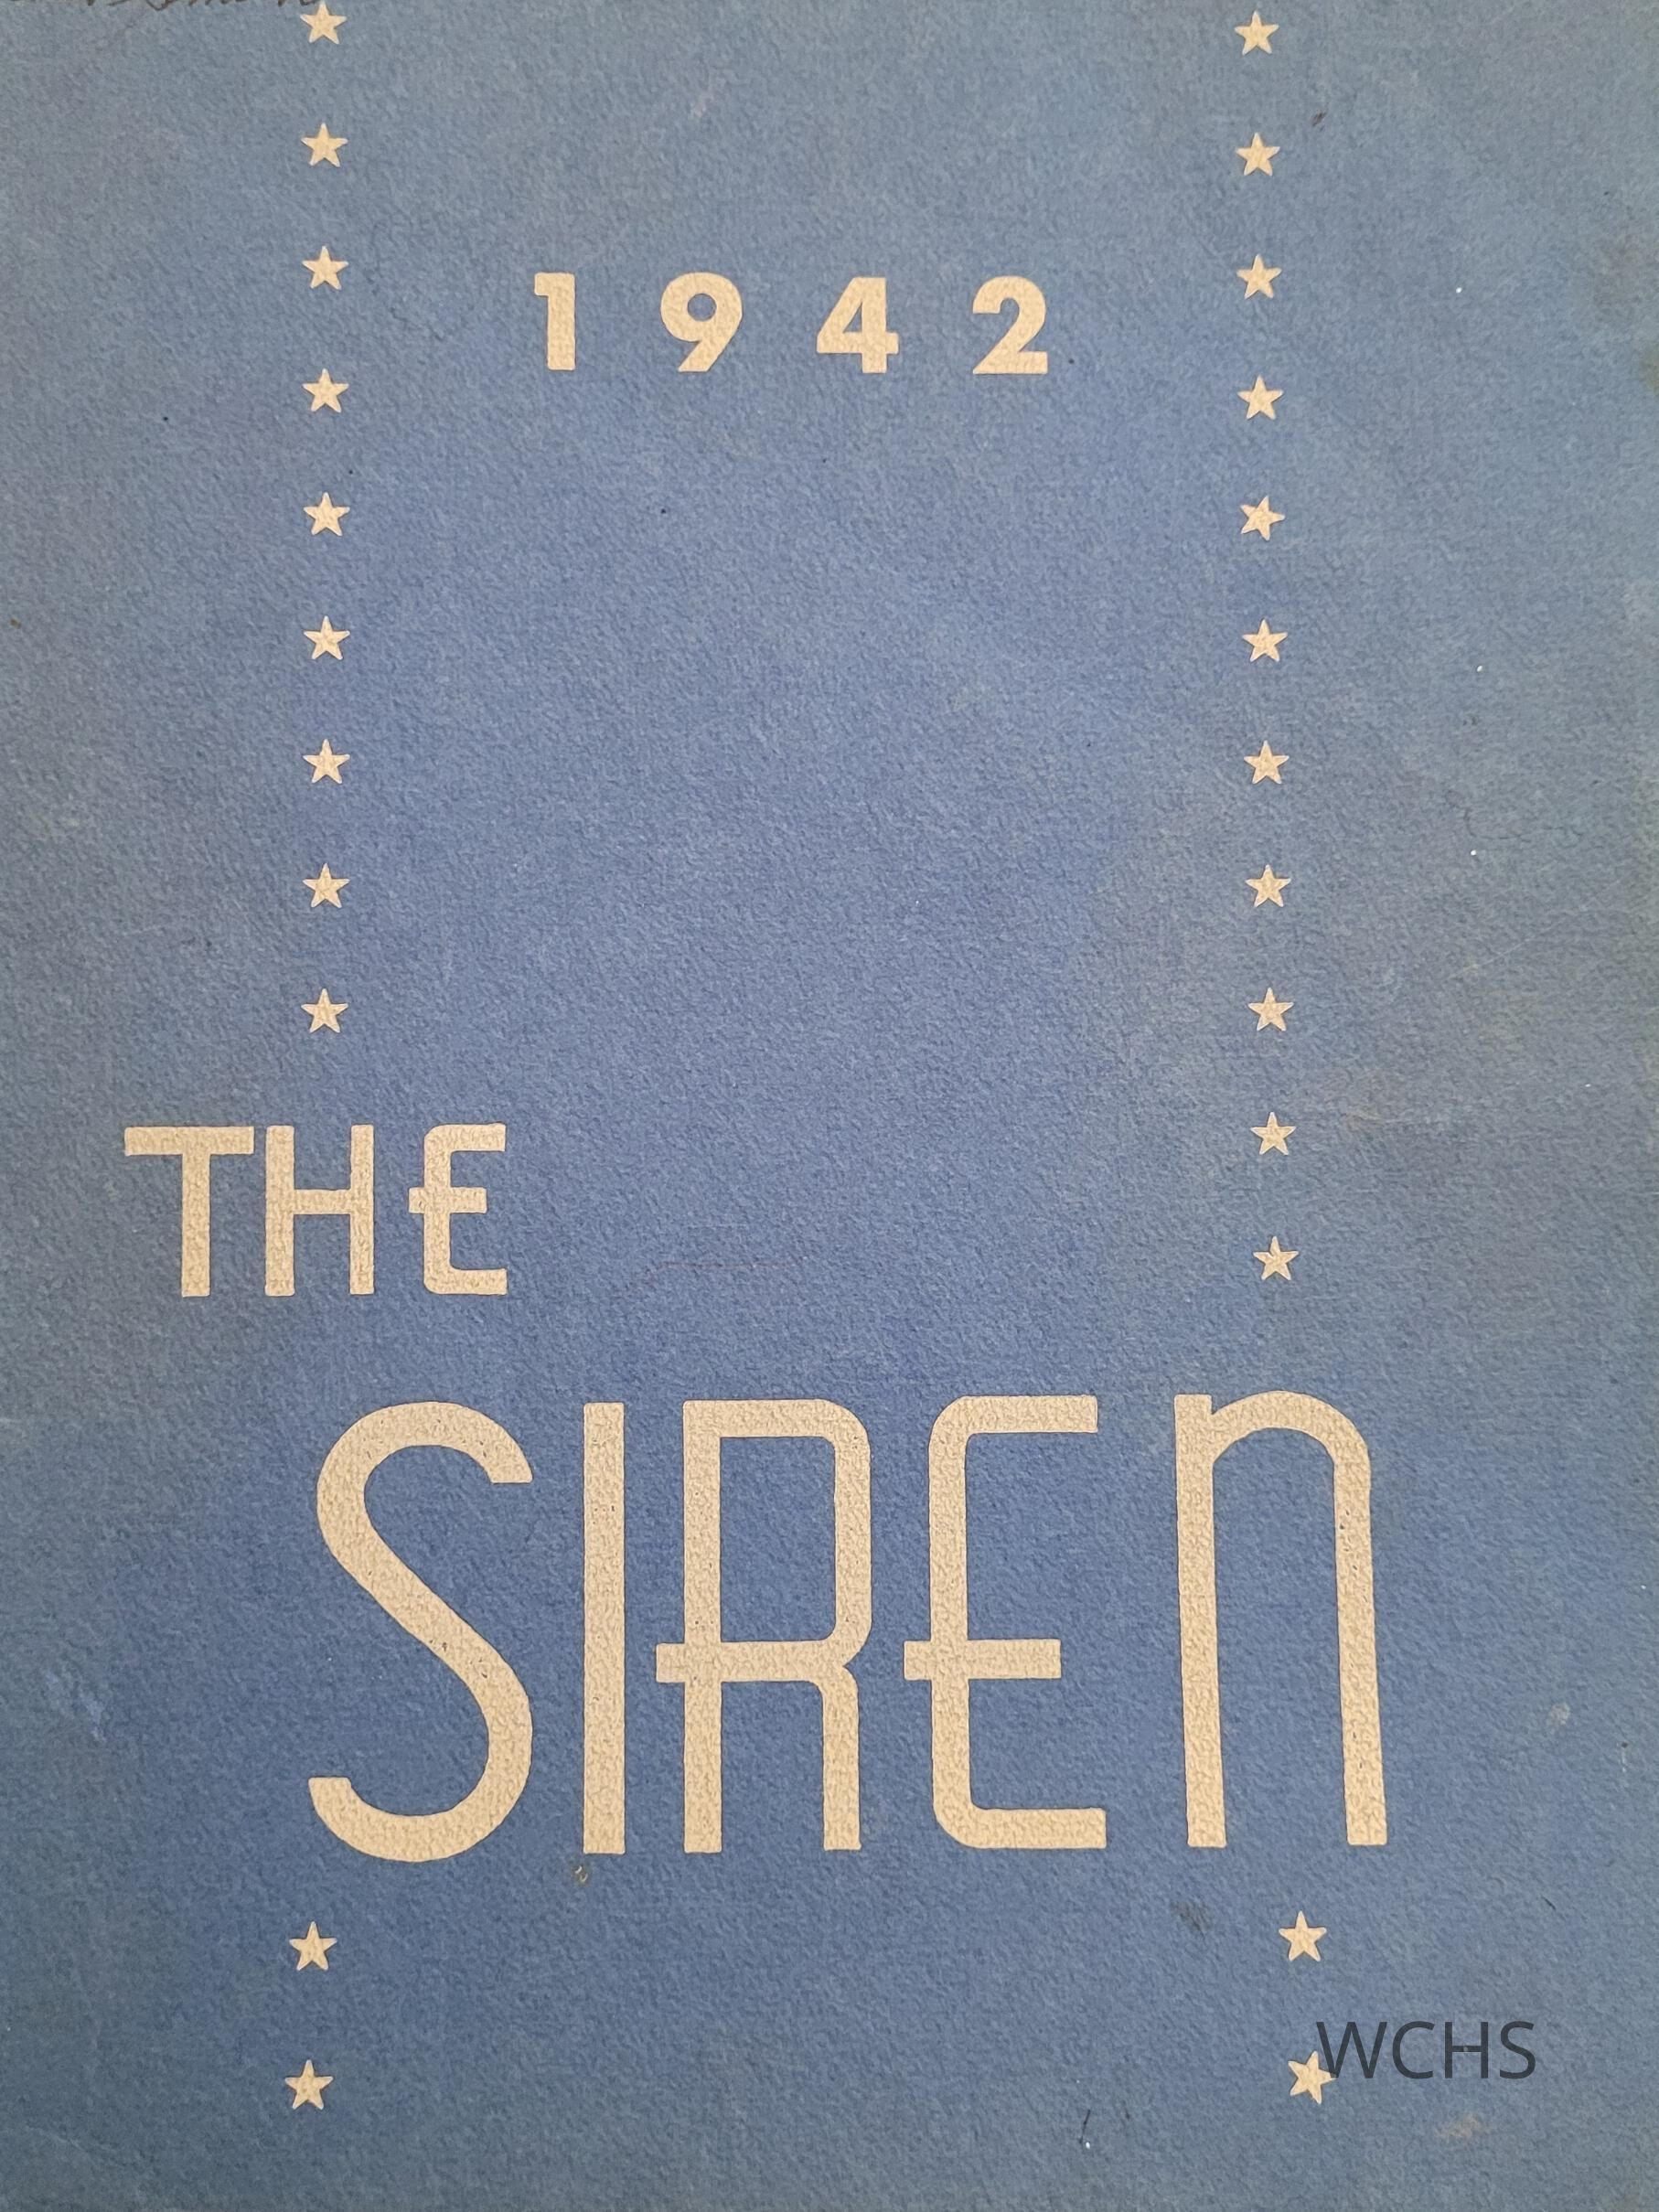 1942
THE
SIREN
WCHS